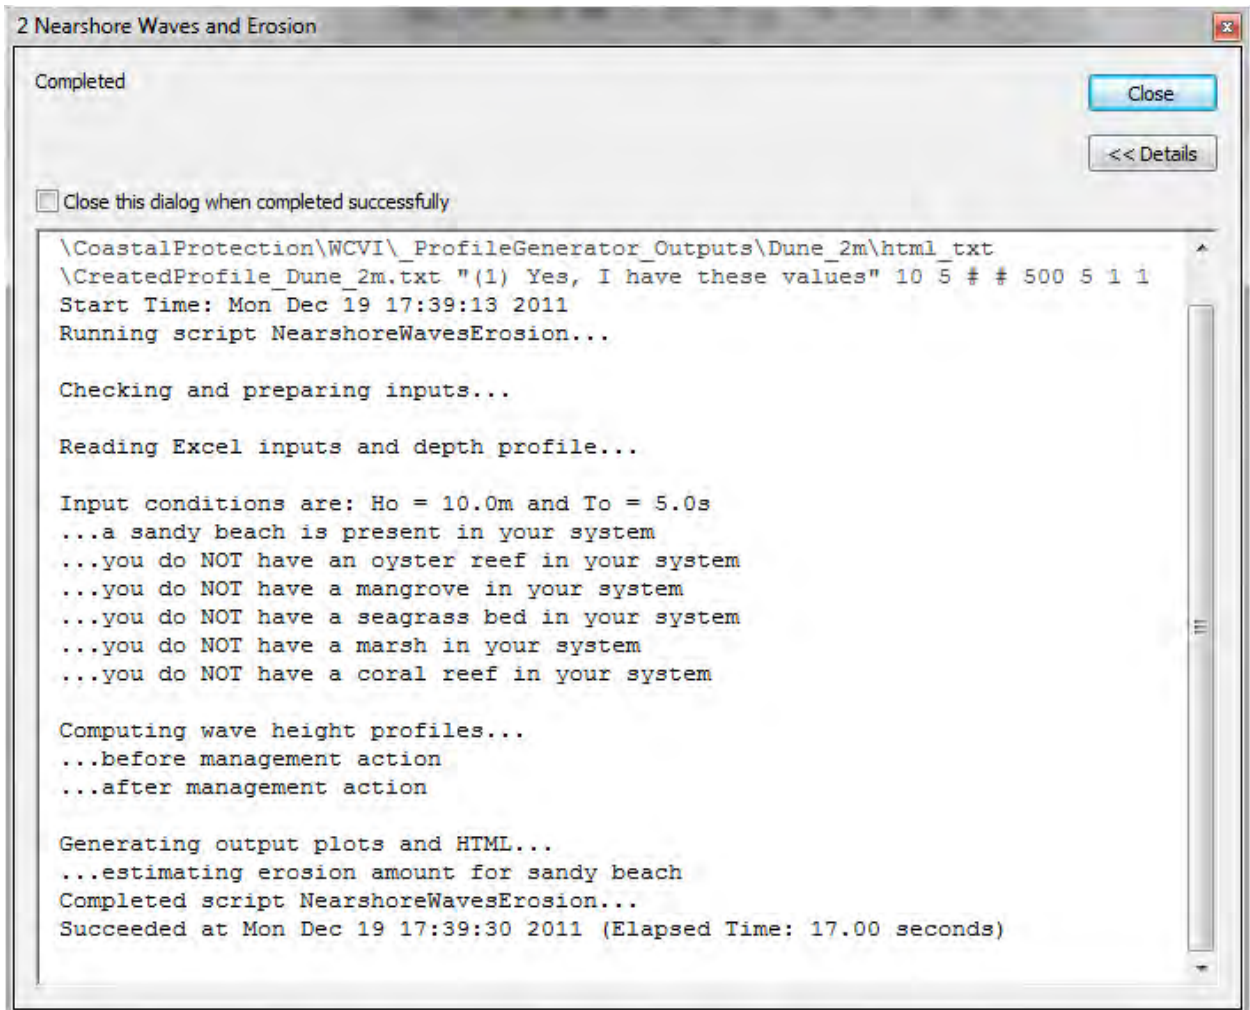 2 Nearshore Waves and Erosion
Completed
Close
<< Details
Close this dialog when completed successfully
\CoastalProtection\WCVI\_ProfileGenerator_Outputs\Dune_2m\html_txt
\CreatedProfile_Dune_2m.txt "(1) Yes, I have these values" 10 5 # # 500 5 1 1
Start Time: Mon Dec 19 17:39:13 2011
Running script NearshoreWavesErosion...
Checking and preparing inputs...
Reading Excel inputs and depth profile...
Input conditions are: Ho = 10.0m and To = 5.0s
...a sandy beach is present in your system
...you do NOT have an oyster reef in your system
...you do NOT have a mangrove in your system
...you do NOT have a seagrass bed in your system
...you do NOT have a marsh in your system
...you do NOT have a coral reef in your system
Computing wave height profiles...
...before management action
...after management action
Generating output plots and HTML...
...estimating erosion amount for sandy beach
Completed script NearshoreWavesErosion...
Succeeded at Mon Dec 19 17:39:30 2011 (Elapsed Time: 17.00 seconds)